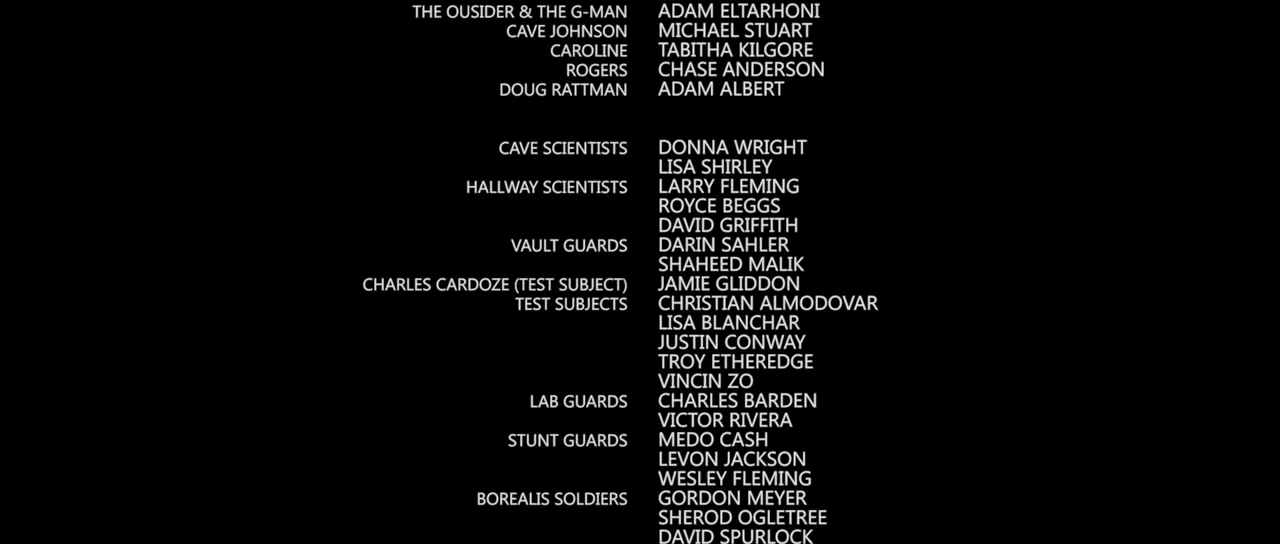 THE OUSIDER & THE G-MAN ADAM ELTARHONI
CAVE JOHNSON MICHAEL STUART
CAROLINE TABITHA KILGORE
ROGERS CHASE ANDERSON
DOUG RATTMAN ADAM ALBERT
CAVE SCIENTISTS DONNA WRIGHT
LISA SHIRLEY
HALLWAY SCIENTISTS LARRY FLEMING
ROYCE BEGGS
DAVID GRIFFITH
VAULT GUARDS DARIN SAHLER
SHAHEED MALIK
CHARLES CARDOZE (TEST SUBJECT) JAMIE GLIDDON
TEST SUBJECTS CHRISTIAN ALMODOVAR
LISA BLANCHAR
JUSTIN CONWAY
TROY ETHEREDGE
VINCIN ZO
LAB GUARDS CHARLES BARDEN
VICTOR RIVERA
STUNT GUARDS MEDO CASH
LEVON JACKSON
WESLEY FLEMING
BOREALIS SOLDIERS GORDON MEYER
SHEROD OGLETREE
DAVID SPURLOCK